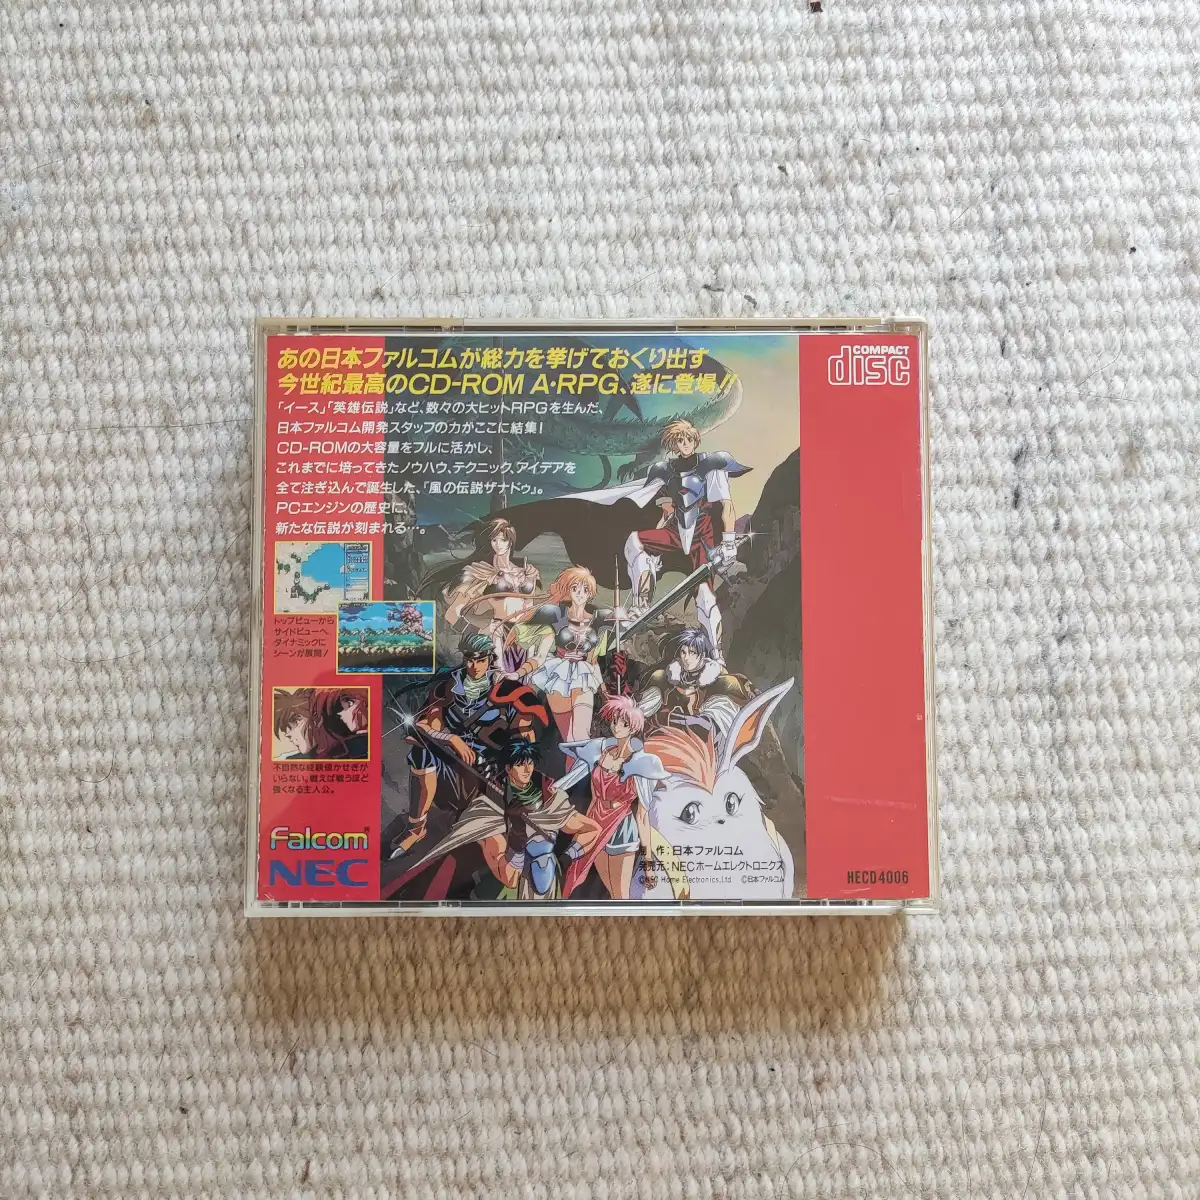 あの日本ファルコムが総力を挙げておくり出す
今世紀最高のCD-ROM A・RPG、遂に登場!!
「イース」「英雄伝説」など、数々の大ヒットRPGを生んだ、
日本ファルコム開発スタッフの力がここに結集!
CD-ROMの大容量をフルに活かし、
これまでに培ってきたノウハウ、テクニック、アイデアを
全て注ぎ込んで誕生した、「風の伝説ザナドゥ」。
PCエンジンの歴史に、
新たな伝説が刻まれる…。
COMPACT
disc
トップビューから
サイドビューへ
ダイナミックに
シーンが展開!
不自然な経験値かせぎが
いらない。戦えば戦うほど
強くなる主人公。
Falcom
NEC
制 作:日本ファルコム
発売元:NECホームエレクトロニクス
©NEC Home Electronics,Ltd. ©日本ファルコム
HECD4006